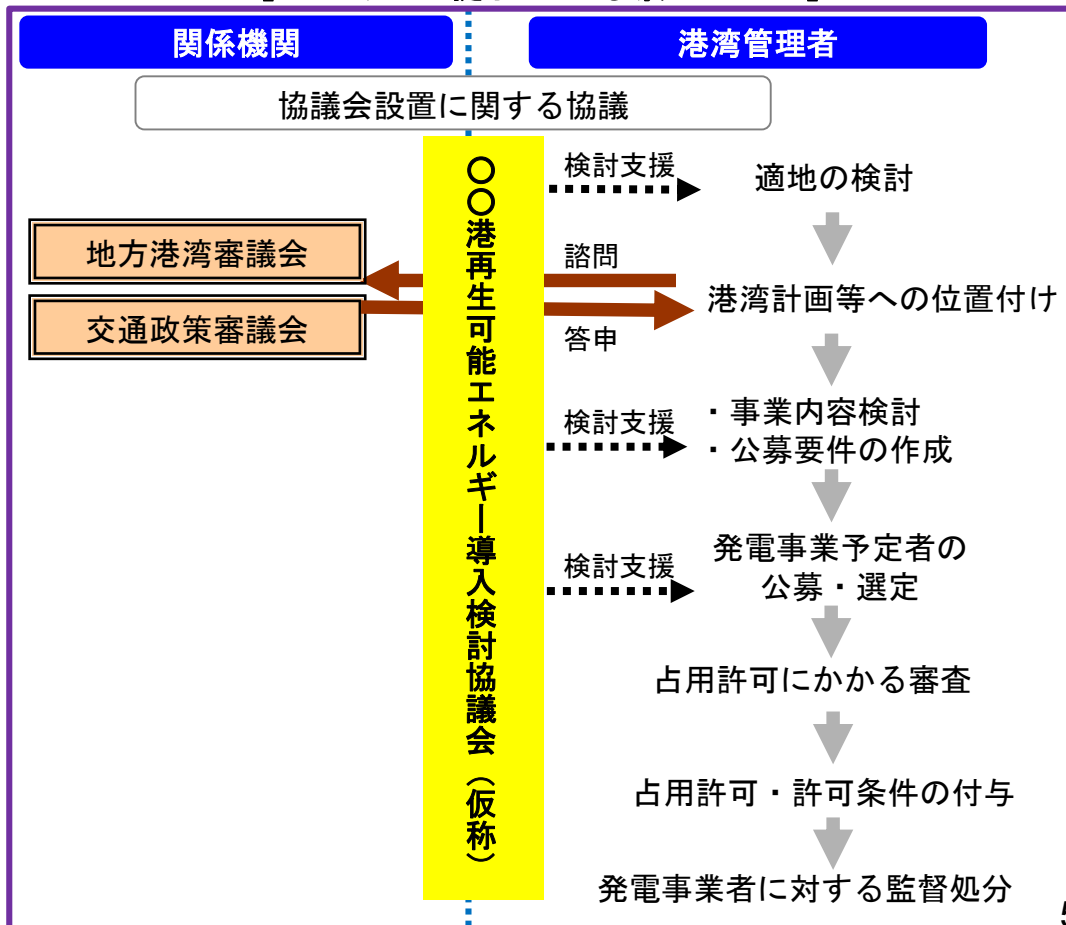 関係機関
港湾管理者
協議会設置に関する協議
〇〇港再生可能エネルギー導入検討協議会（仮称）
検討支援
適地の検討
地方港湾審議会
交通政策審議会
諮問
答申
港湾計画等への位置付け
検討支援
・事業内容検討
・公募要件の作成
検討支援
発電事業予定者の
公募・選定
占用許可にかかる審査
占用許可・許可条件の付与
発電事業者に対する監督処分